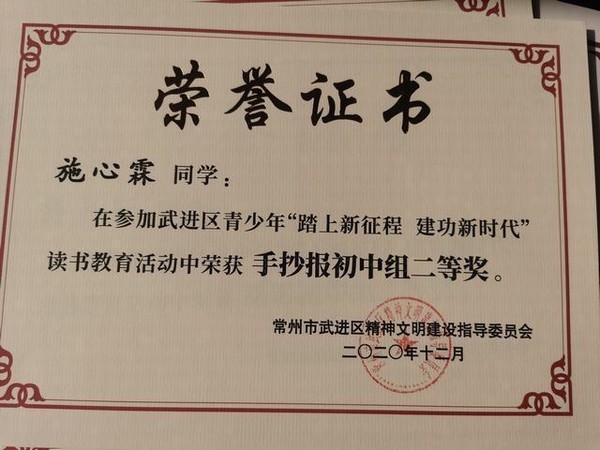 荣誉证书
施心霖 同学：
在参加武进区青少年“踏上新征程 建功新时代”
读书教育活动中荣获 手抄报初中组二等奖。
常州市武进区精神文明建设指导委员会
二〇二〇年十二月